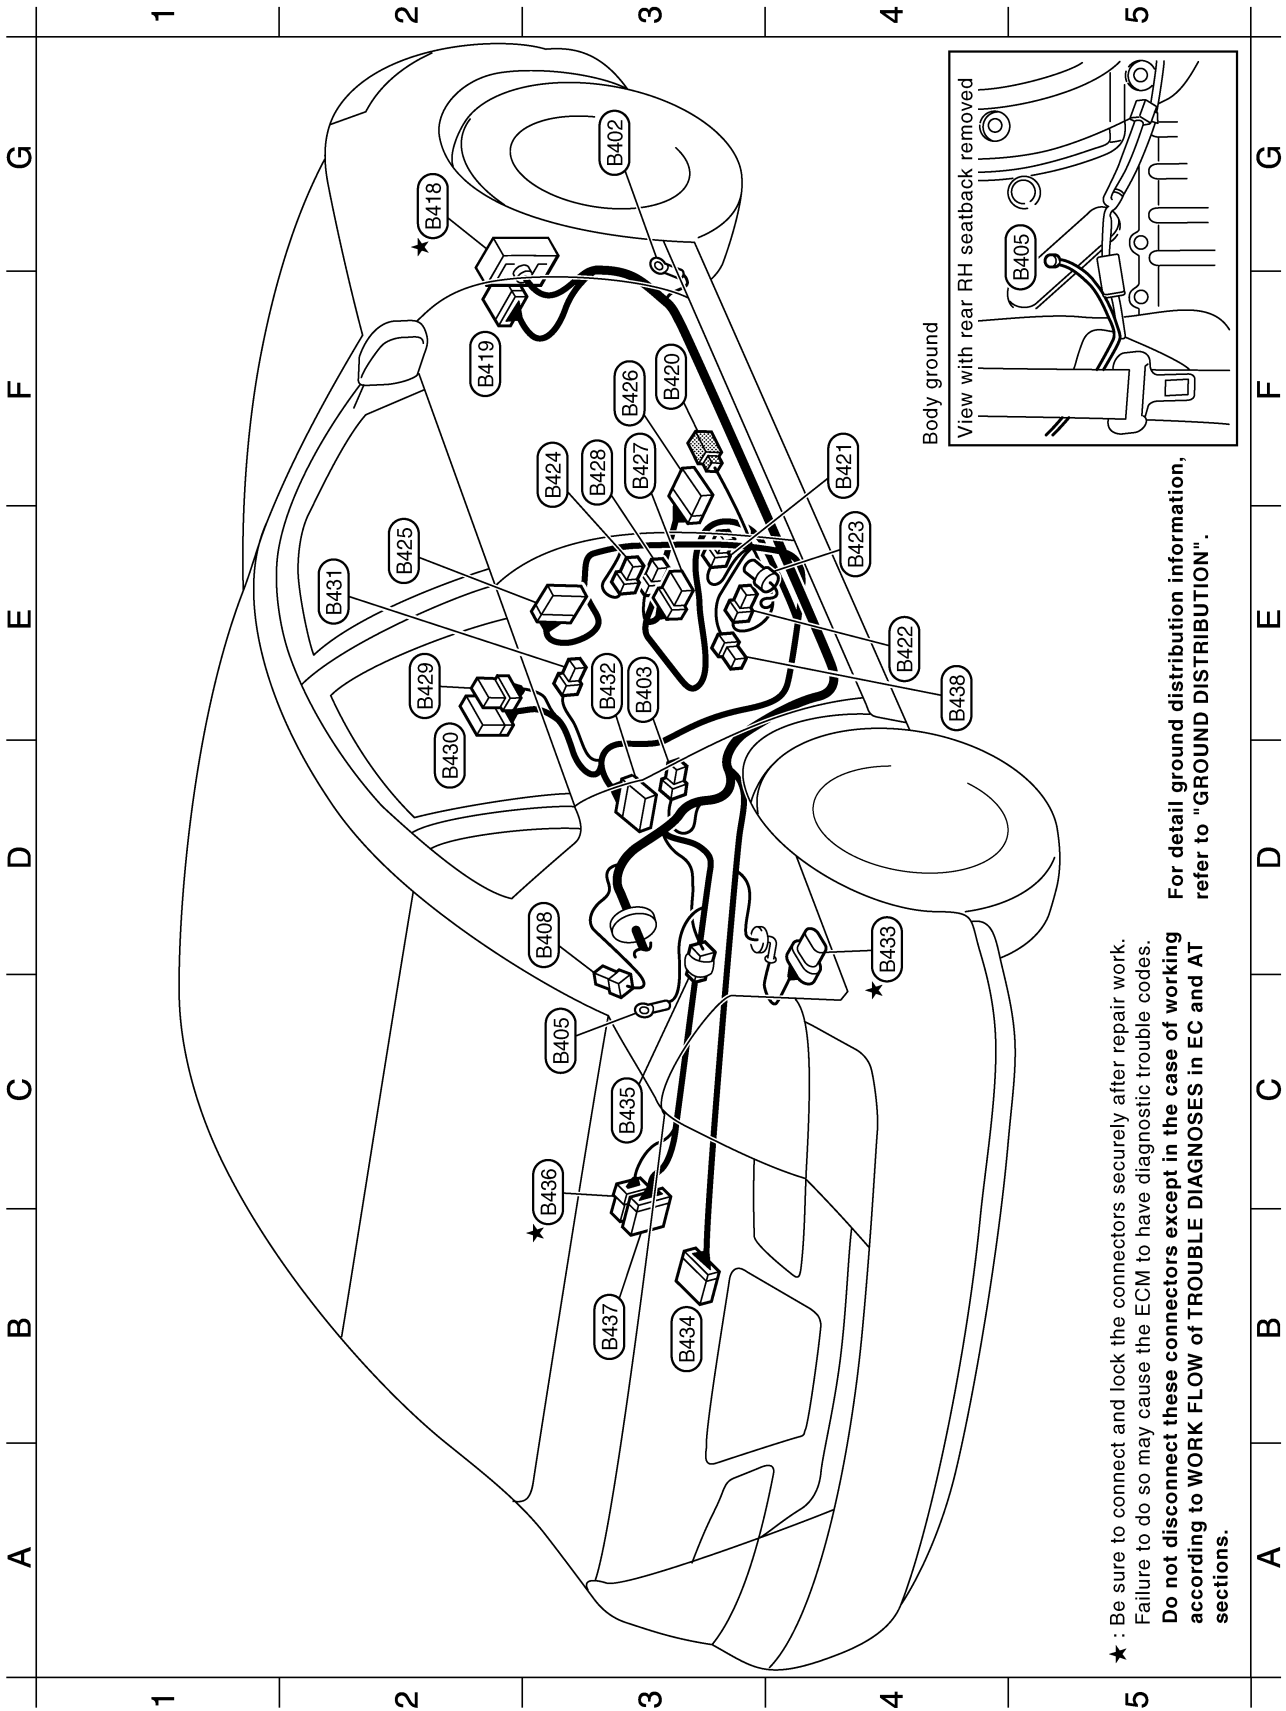 A
B
C
D
E
F
G
1
2
3
4
5
1
2
3
4
5
A
B
C
D
E
F
G
B431
B425
B418
B429
B430
B419
B424
B428
B427
B426
B420
B402
B436
B408
B405
B432
B403
B437
B435
B434
B421
B423
B422
B438
B433
Body ground
View with rear RH seatback removed
B405
★ : Be sure to connect and lock the connectors securely after repair work.
Failure to do so may cause the ECM to have diagnostic trouble codes.
Do not disconnect these connectors except in the case of working
according to WORK FLOW of TROUBLE DIAGNOSES in EC and AT
sections.
For detail ground distribution information,
refer to "GROUND DISTRIBUTION".